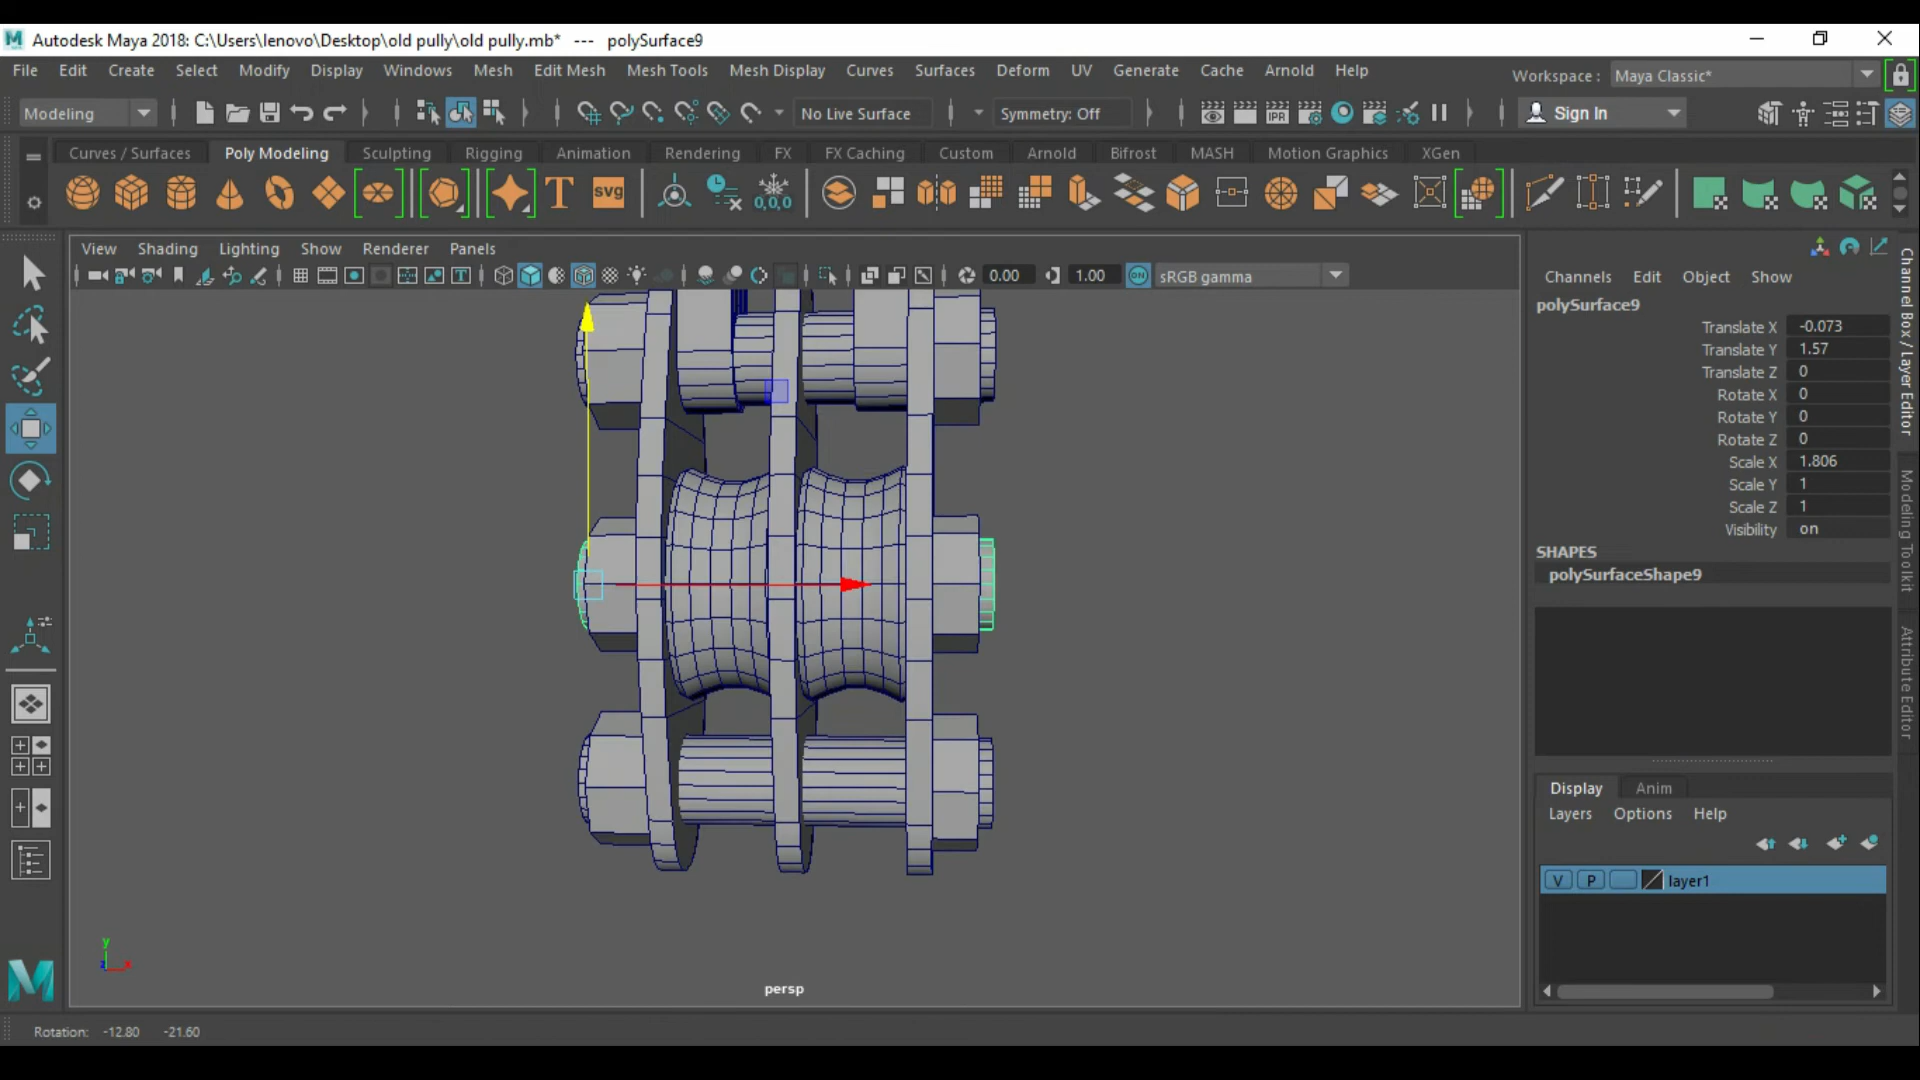 Autodesk Maya 2018: C:\Users\lenovo\Desktop\old pully\old pully.mb* --- polySurface9
File Edit Create Select Modify Display Windows Mesh Edit Mesh Mesh Tools Mesh Display Curves Surfaces Deform UV Generate Cache Arnold Help
Workspace : Maya Classic*
Modeling
No Live Surface
Symmetry: Off
IPR
Sign In
Curves / Surfaces Poly Modeling Sculpting Rigging Animation Rendering FX FX Caching Custom Arnold Bifrost MASH Motion Graphics XGen
T
svg
0,0,0
View Shading Lighting Show Renderer Panels
T
0.00
1.00
ON
sRGB gamma
Channels Edit Object Show
polySurface9
Translate X -0.073
Translate Y 1.57
Translate Z 0
Rotate X 0
Rotate Y 0
Rotate Z 0
Scale X 1.806
Scale Y 1
Scale Z 1
Visibility on
SHAPES
polySurfaceShape9
Channel Box / Layer Editor
Modeling Toolkit
Attribute Editor
Display Anim
Layers Options Help
V P layer1
y
z x
persp
M
Rotation: -12.80 -21.60